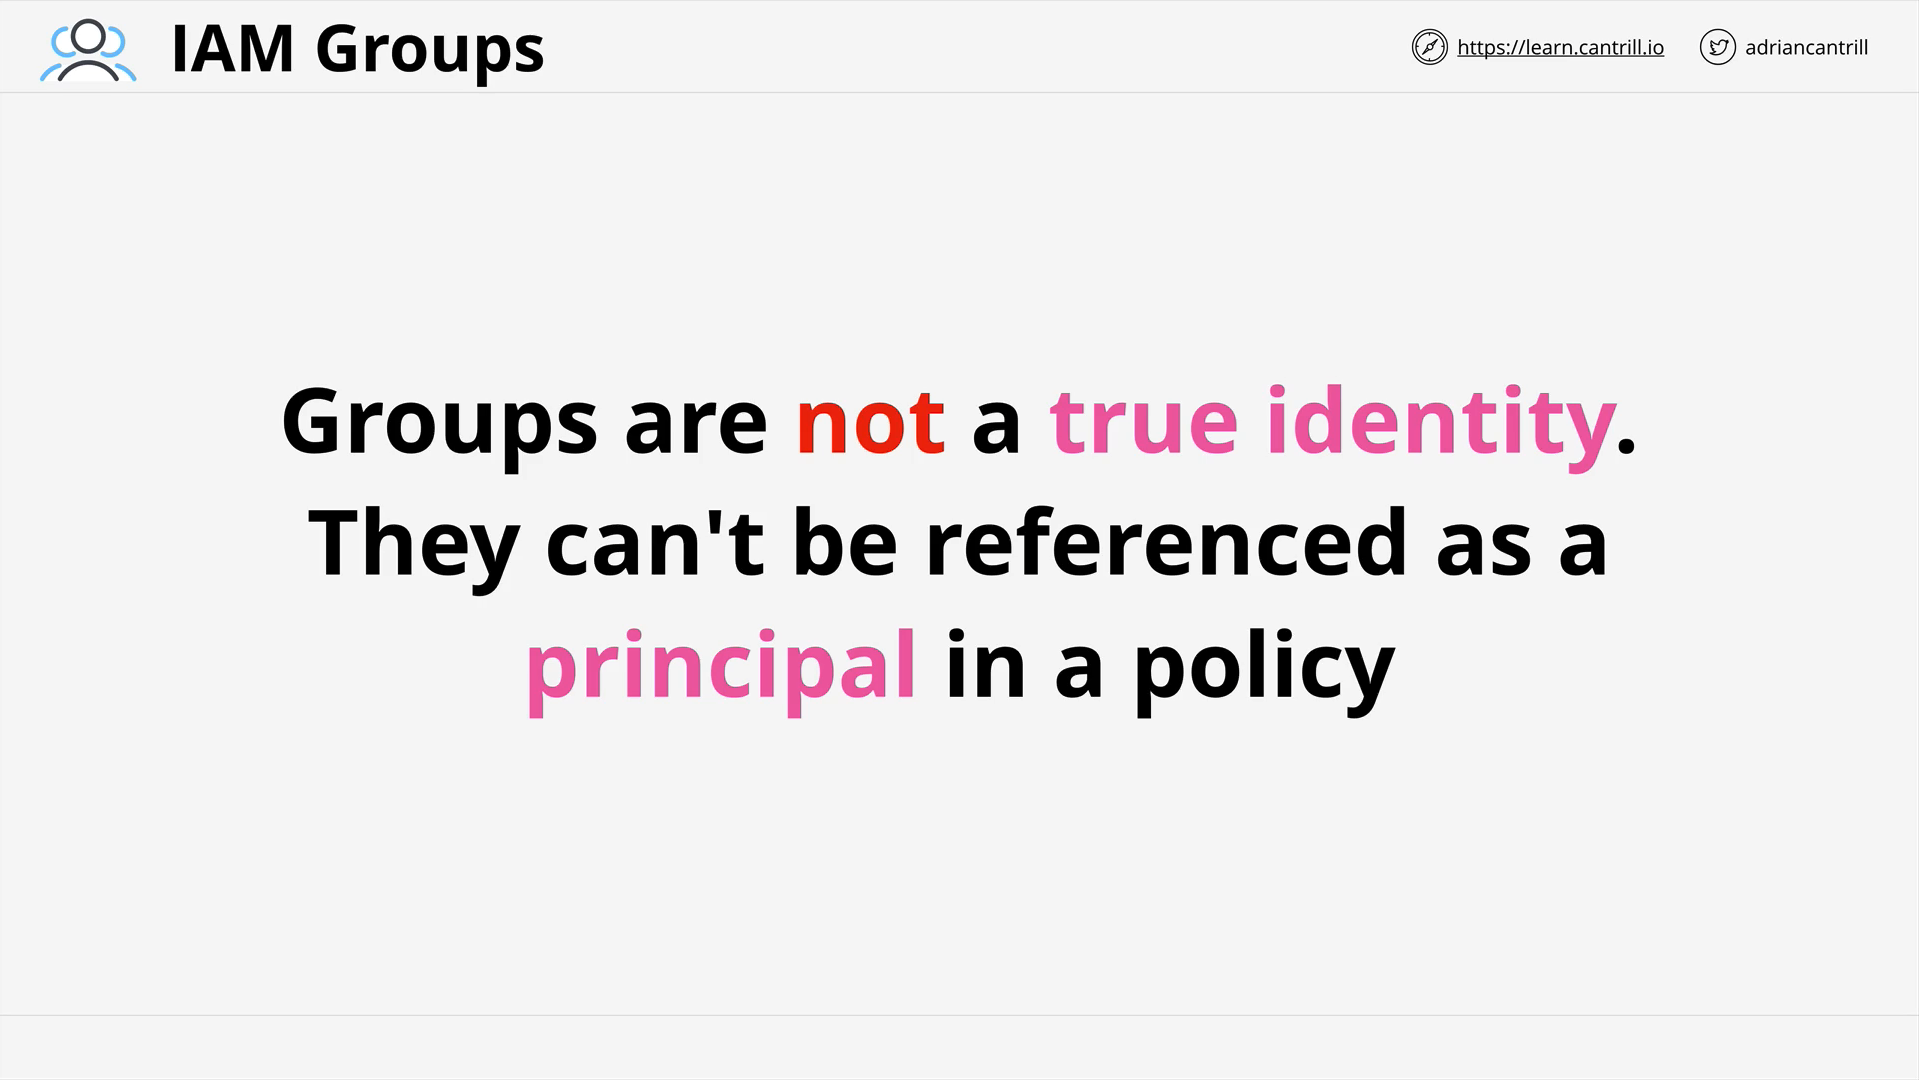 IAM Groups
https://learn.cantrill.io
adriancantrill
Groups are not a true identity.
They can't be referenced as a
principal in a policy